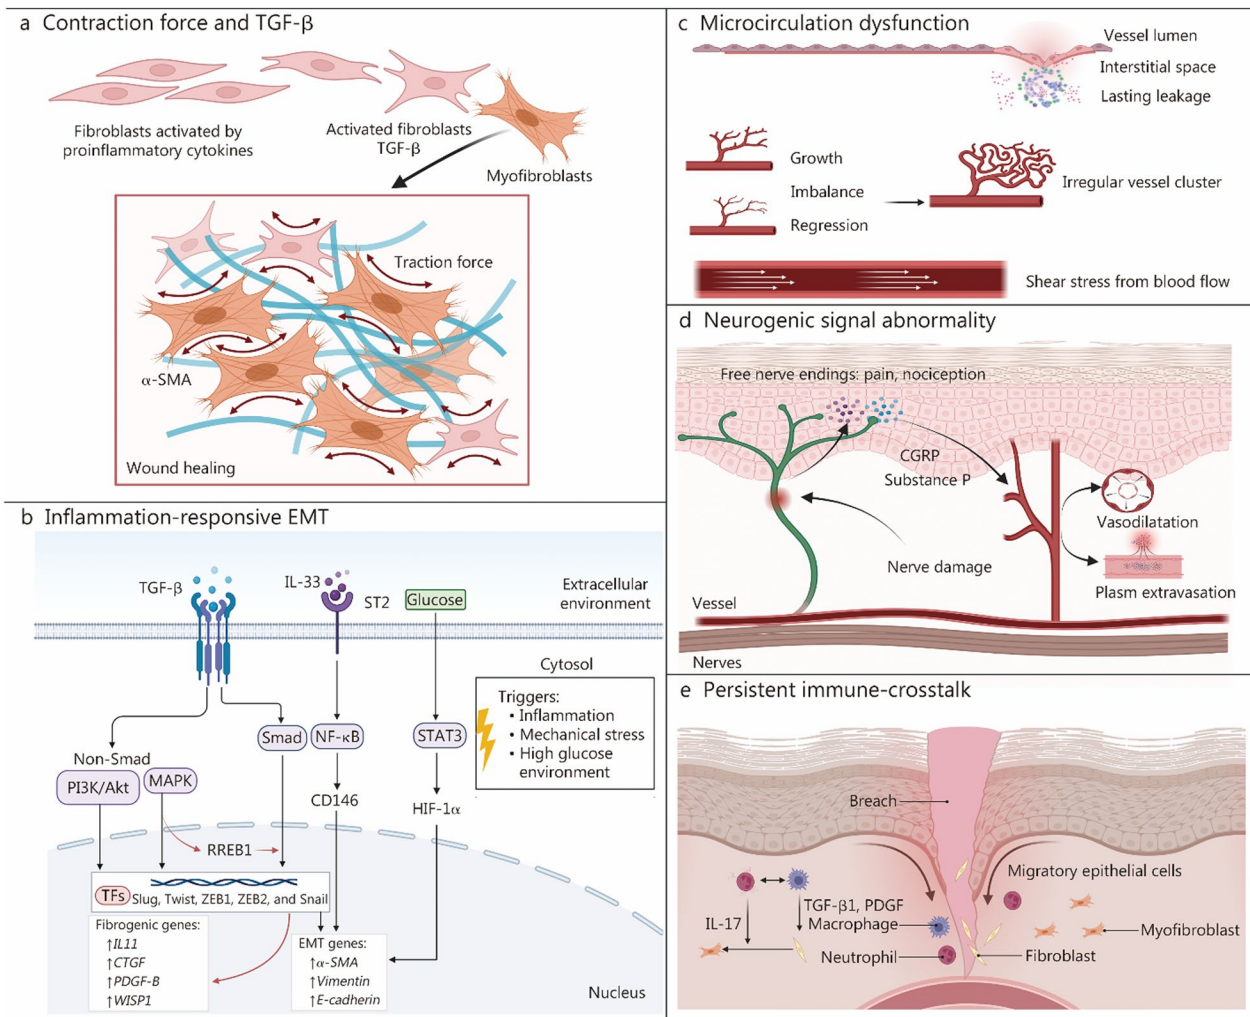 a Contraction force and TGF-β
Fibroblasts activated by
proinflammatory cytokines
Activated fibroblasts
TGF-β
Myofibroblasts
Traction force
α-SMA
Wound healing
b Inflammation-responsive EMT
TGF-β
IL-33
ST2
Glucose
Extracellular
environment
Cytosol
Triggers:
• Inflammation
• Mechanical stress
• High glucose
environment
Smad
NF-κB
STAT3
Non-Smad
PI3K/Akt
MAPK
CD146
HIF-1α
RREB1
TFs
Slug, Twist, ZEB1, ZEB2, and Snail
Fibrogenic genes:
↑IL11
↑CTGF
↑PDGF-B
↑WISP1
EMT genes:
↑α-SMA
↑Vimentin
↑E-cadherin
Nucleus
c Microcirculation dysfunction
Vessel lumen
Interstitial space
Lasting leakage
Growth
Imbalance
Regression
Irregular vessel cluster
Shear stress from blood flow
d Neurogenic signal abnormality
Free nerve endings: pain, nociception
CGRP
Substance P
Nerve damage
Vasodilatation
Plasm extravasation
Vessel
Nerves
e Persistent immune-crosstalk
Breach
Migratory epithelial cells
IL-17
TGF-β1, PDGF
Macrophage
Neutrophil
Myofibroblast
Fibroblast